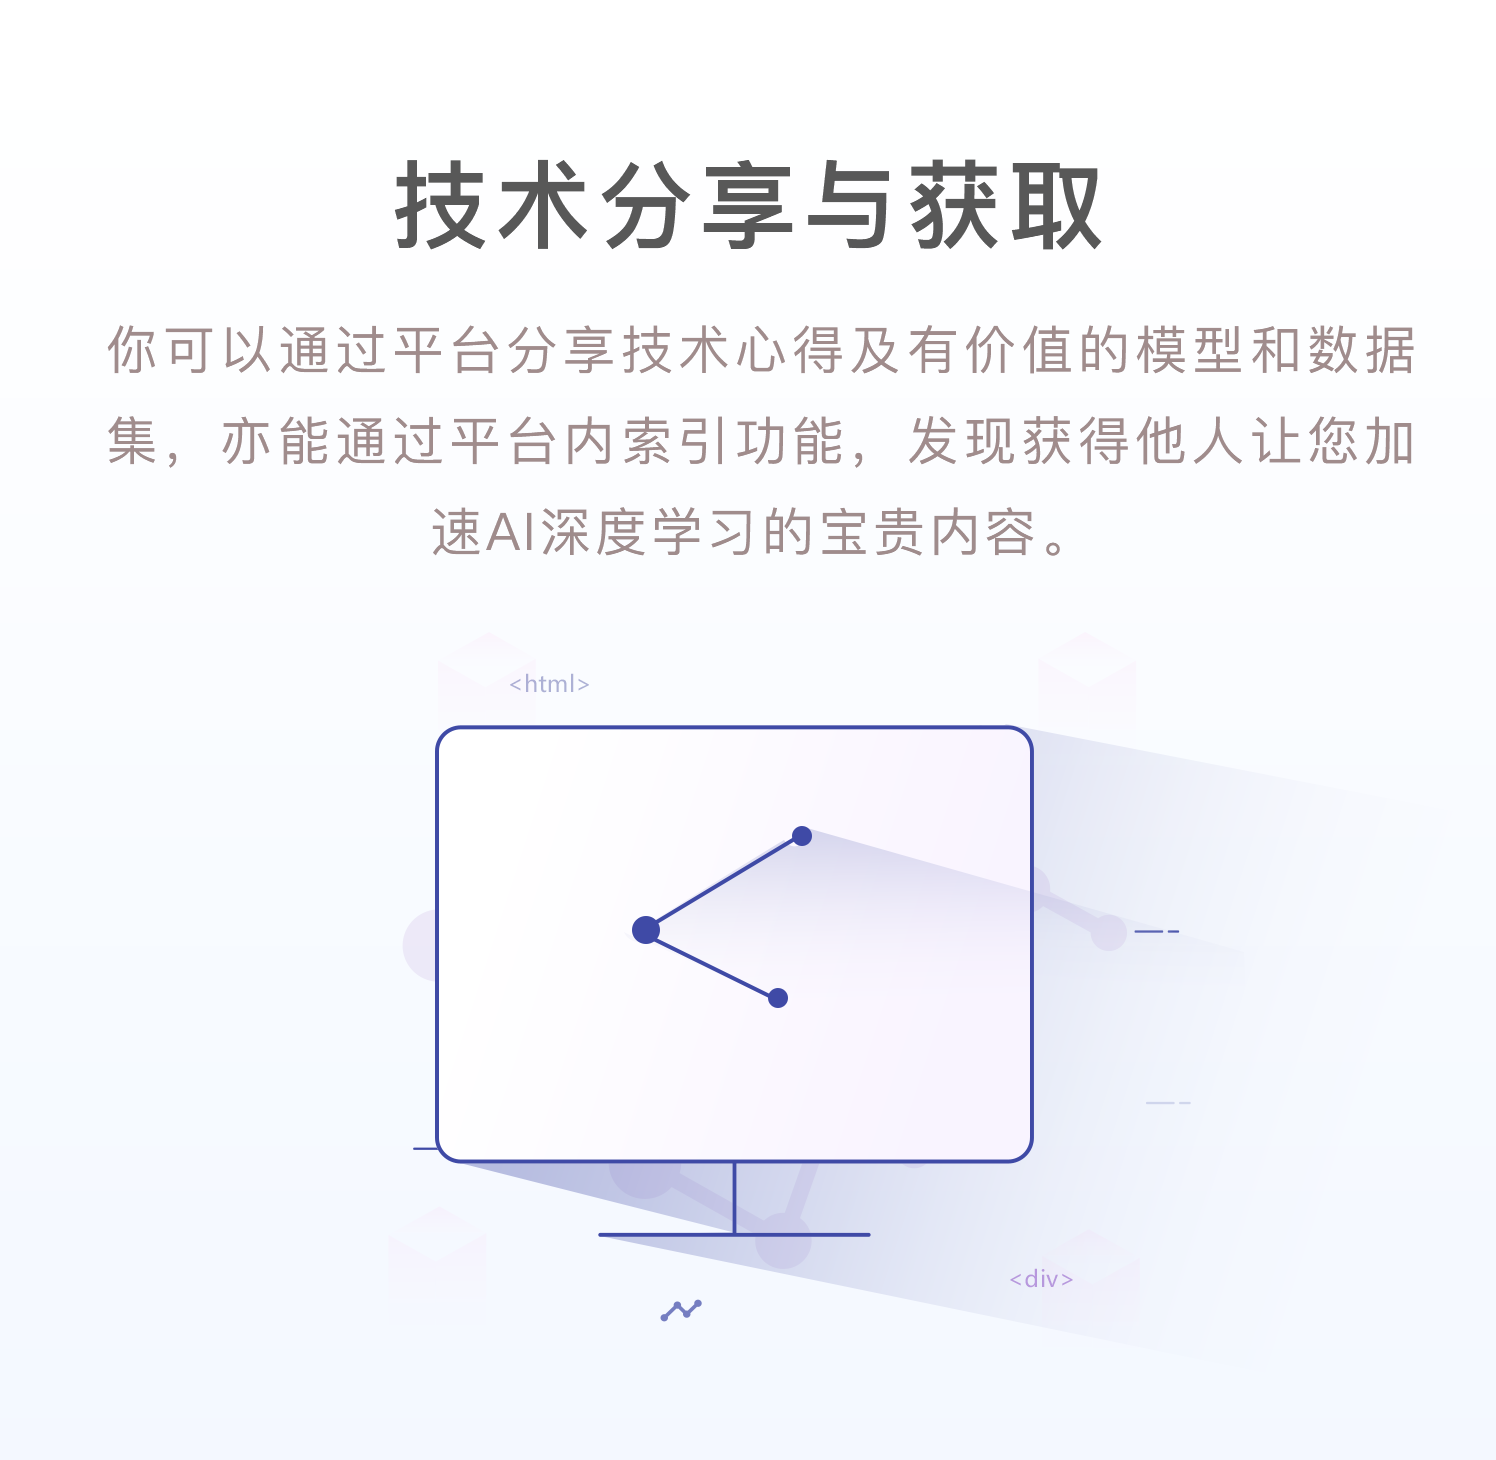 技术分享与获取
你可以通过平台分享技术心得及有价值的模型和数据
集，亦能通过平台内索引功能，发现获得他人让您加
速AI深度学习的宝贵内容。
<html>
<div>